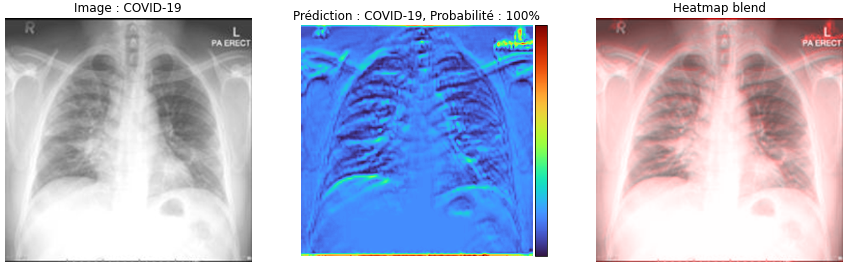 Image : COVID-19
Prédiction : COVID-19, Probabilité : 100%
Heatmap blend
R
L
PA ERECT
R
L
PA ERECT